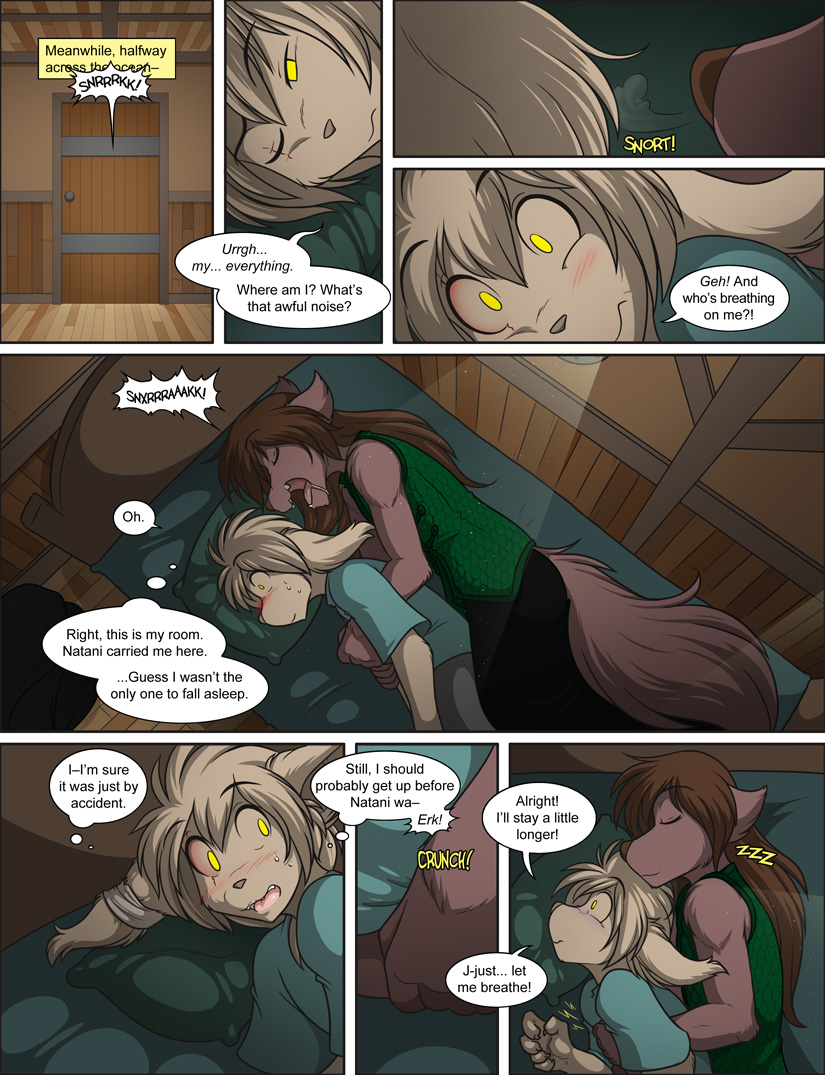 Meanwhile, halfway
across the ocean–
SNRRRKK!
Urrgh...
my... everything.
Where am I? What's
that awful noise?
SNORT!
Geh! And
who's breathing
on me?!
SNXRRRAAAKK!
Oh.
Right, this is my room.
Natani carried me here.
...Guess I wasn't the
only one to fall asleep.
I–I'm sure
it was just by
accident.
Still, I should
probably get up before
Natani wa–
Erk!
CRUNCH!
Alright!
I'll stay a little
longer!
ZZZ
J-just... let
me breathe!